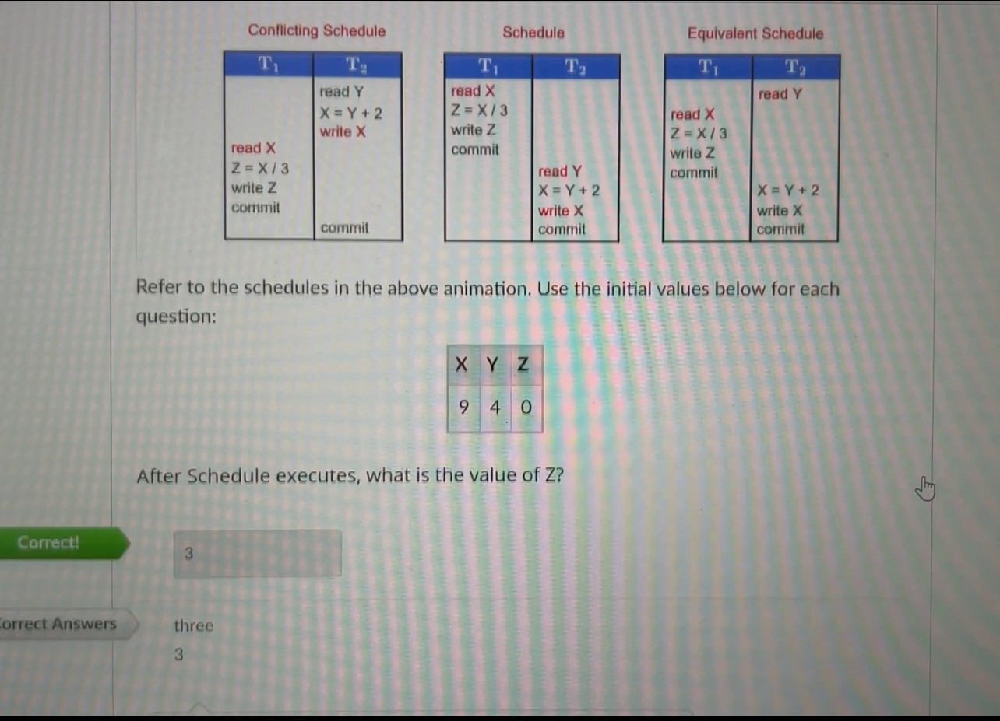 Conflicting Schedule Schedule Equivalent Schedule
T1 T2
read Y
X = Y + 2
write X
read X
Z = X / 3
write Z
commit
commit
T1 T2
read X
Z = X / 3
write Z
commit
read Y
X = Y + 2
write X
commit
T1 T2
read Y
read X
Z = X / 3
write Z
commit
X = Y + 2
write X
commit
Refer to the schedules in the above animation. Use the initial values below for each
question:
X Y Z
9 4 0
After Schedule executes, what is the value of Z?
Correct!
3
orrect Answers
three
3